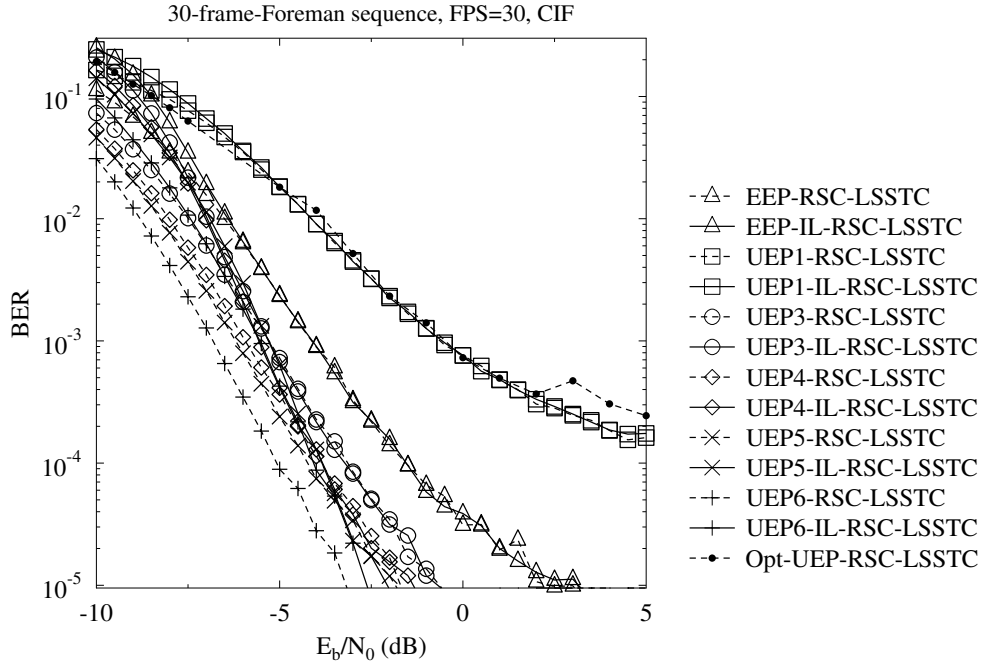 30-frame-Foreman sequence, FPS=30, CIF
BER
10^-1
10^-2
10^-3
10^-4
10^-5
-10
-5
0
5
E_b/N_0 (dB)
EEP-RSC-LSSTC
EEP-IL-RSC-LSSTC
UEP1-RSC-LSSTC
UEP1-IL-RSC-LSSTC
UEP3-RSC-LSSTC
UEP3-IL-RSC-LSSTC
UEP4-RSC-LSSTC
UEP4-IL-RSC-LSSTC
UEP5-RSC-LSSTC
UEP5-IL-RSC-LSSTC
UEP6-RSC-LSSTC
UEP6-IL-RSC-LSSTC
Opt-UEP-RSC-LSSTC